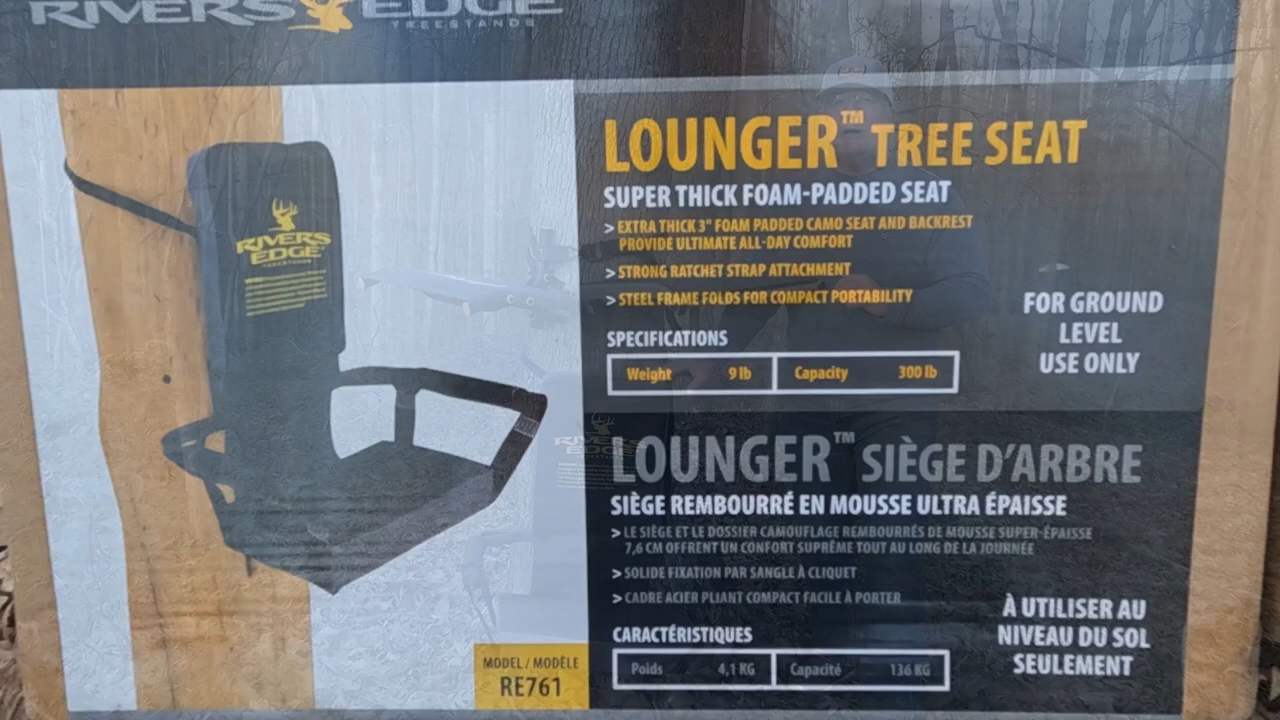 RIVERS EDGE
TREESTANDS
RIVERS
EDGE
LOUNGER™ TREE SEAT
SUPER THICK FOAM-PADDED SEAT
> EXTRA THICK 3" FOAM PADDED CAMO SEAT AND BACKREST
PROVIDE ULTIMATE ALL-DAY COMFORT
> STRONG RATCHET STRAP ATTACHMENT
> STEEL FRAME FOLDS FOR COMPACT PORTABILITY
SPECIFICATIONS
Weight 9 lb Capacity 300 lb
FOR GROUND
LEVEL
USE ONLY
RIVERS
EDGE
LOUNGER™ SIÈGE D'ARBRE
SIÈGE REMBOURRÉ EN MOUSSE ULTRA ÉPAISSE
> LE SIÈGE ET LE DOSSIER CAMOUFLAGE REMBOURRÉS DE MOUSSE SUPER-ÉPAISSE
7,6 CM OFFRENT UN CONFORT SUPRÊME TOUT AU LONG DE LA JOURNÉE
> SOLIDE FIXATION PAR SANGLE À CLIQUET
> CADRE ACIER PLIANT COMPACT FACILE À PORTER
CARACTÉRISTIQUES
Poids 4,1 KG Capacité 136 KG
À UTILISER AU
NIVEAU DU SOL
SEULEMENT
MODEL / MODÈLE
RE761